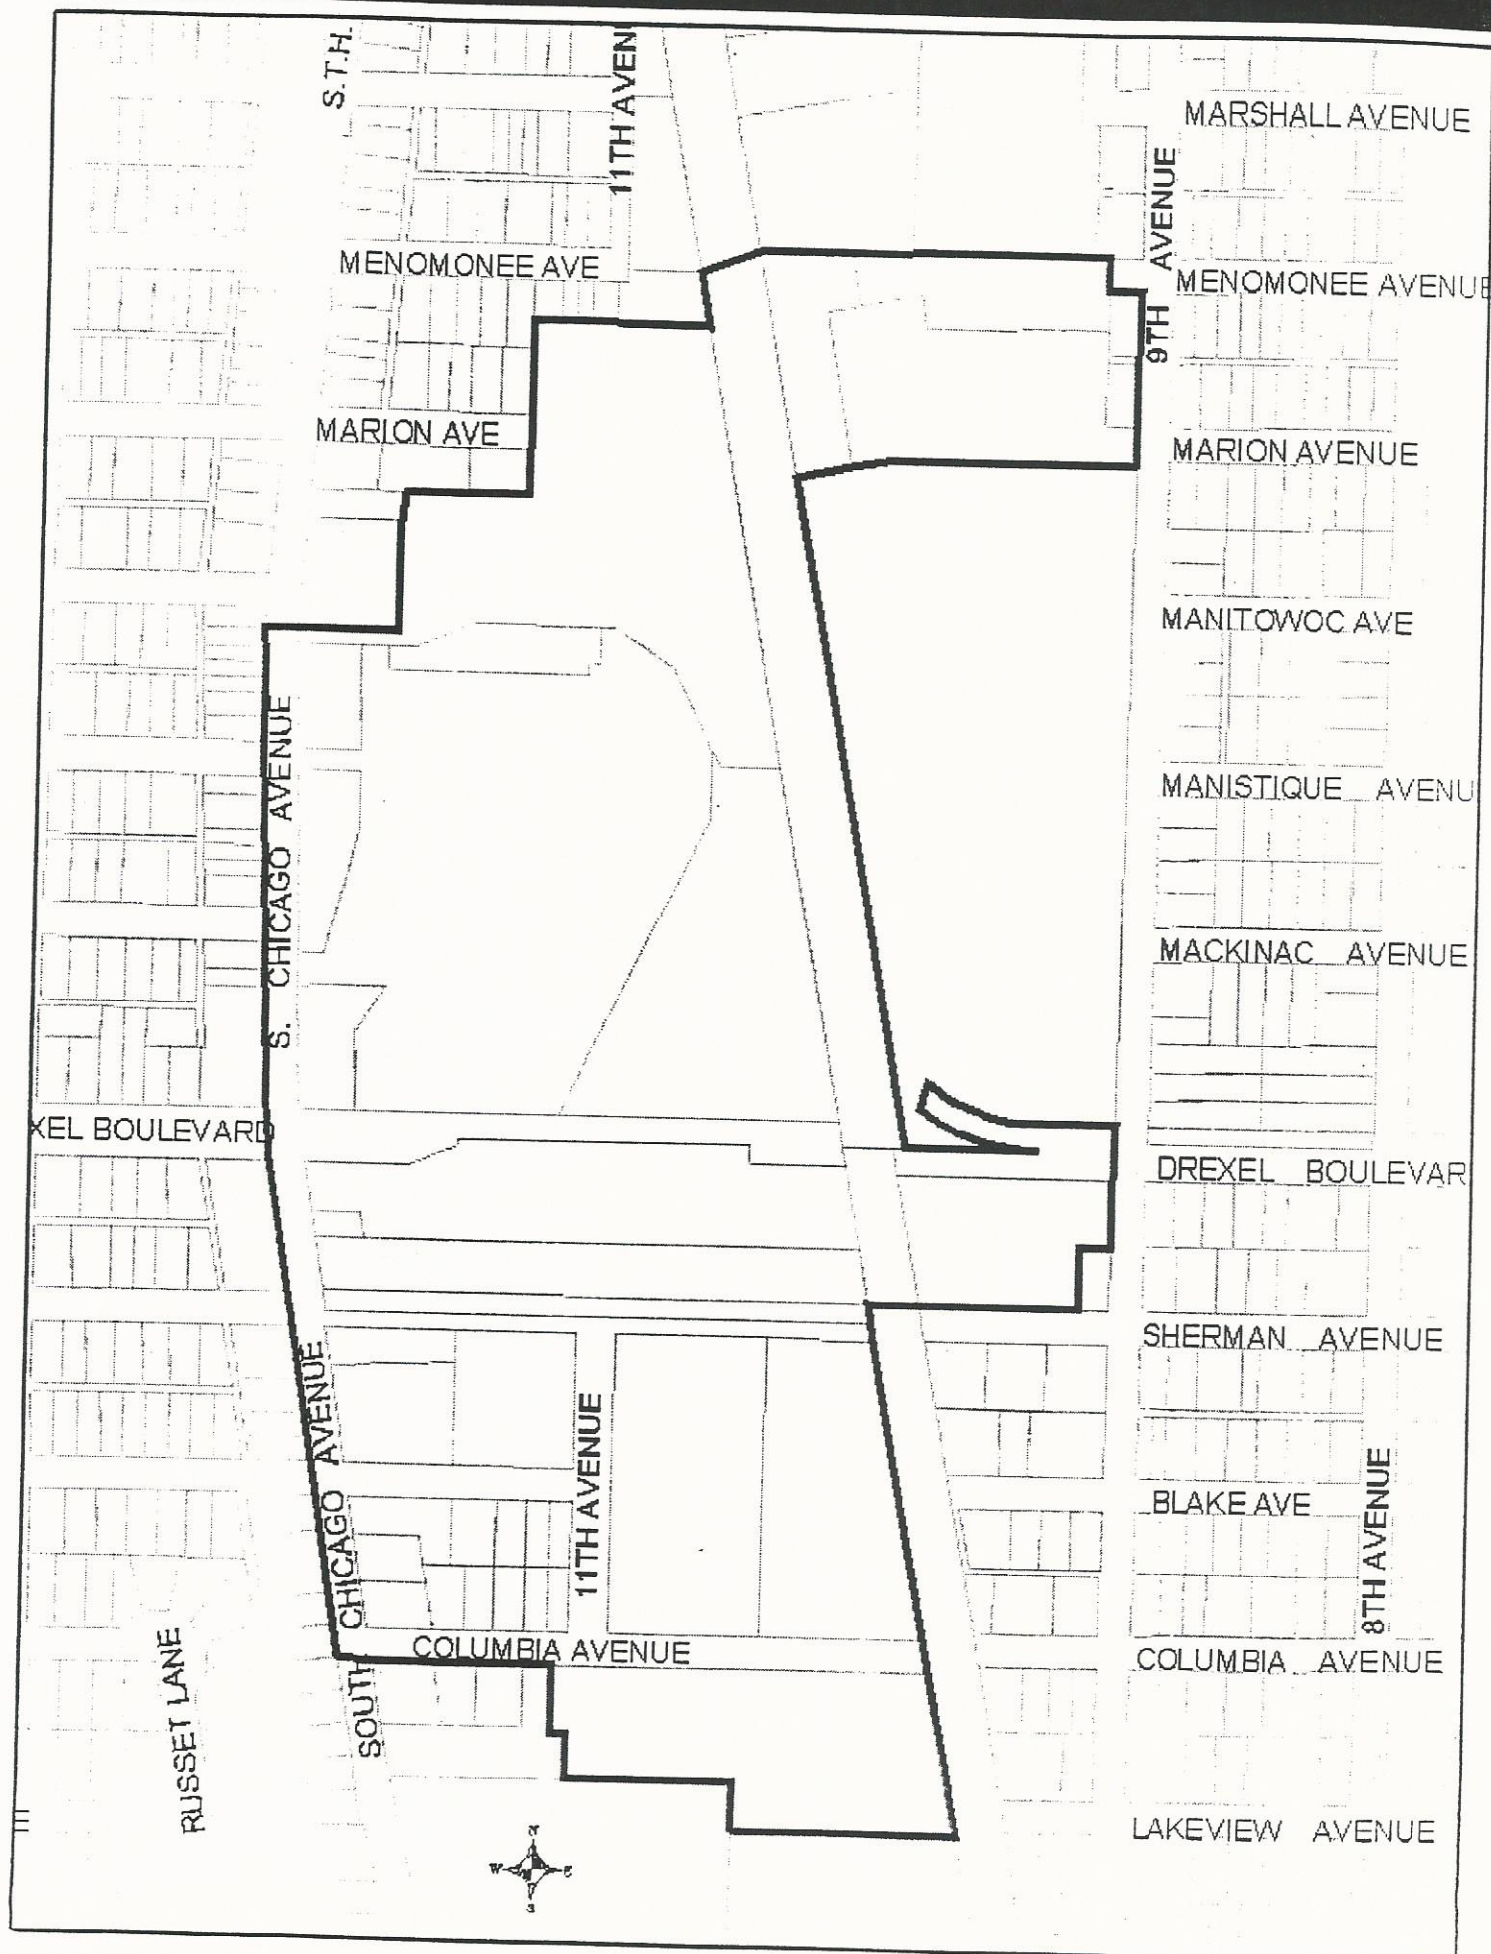 S.T.H.
11TH AVEN
MARSHALL AVENUE
9TH AVENUE
MENOMONEE AVE
MENOMONEE AVENUE
MARION AVE
MARION AVENUE
MANITOWOC AVE
S. CHICAGO AVENUE
MANISTIQUE AVENU
MACKINAC AVENUE
XEL BOULEVARD
DREXEL BOULEVAR
SHERMAN AVENUE
SOUTH CHICAGO AVENUE
11TH AVENUE
BLAKE AVE
8TH AVENUE
COLUMBIA AVENUE
COLUMBIA AVENUE
RUSSET LANE
LAKEVIEW AVENUE
N
W E
S